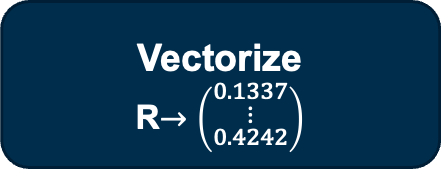 Vectorize
R→ (0.1337
⋮
0.4242)